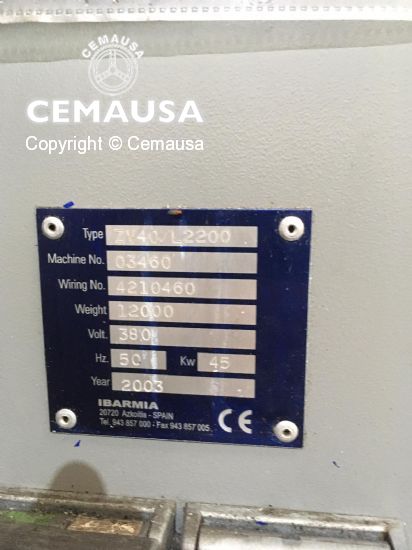 CEMAUSA
CEMAUSA
Copyright © Cemausa
Type ZV40/L2200
Machine No. 03460
Wiring No. 4210460
Weight 12000
Volt. 380
Hz. 50 Kw 45
Year 2003
IBARMIA
20720 Azkoitia - SPAIN
Tel. 943 857 000 - Fax 943 857 005
CE